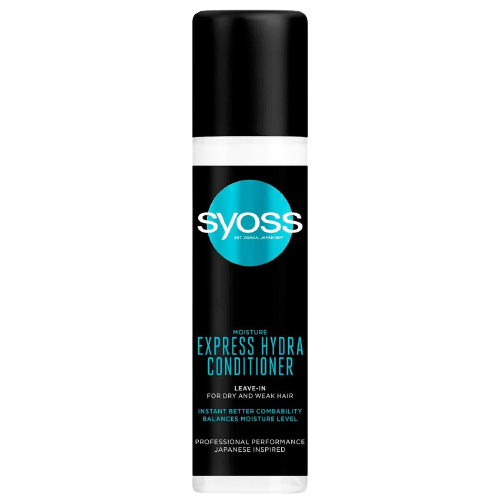 syoss
EST. OSAKA, JAPAN 1977
MOISTURE
EXPRESS HYDRA
CONDITIONER
LEAVE-IN
FOR DRY AND WEAK HAIR
INSTANT BETTER COMBABILITY
BALANCES MOISTURE LEVEL
PROFESSIONAL PERFORMANCE
JAPANESE INSPIRED